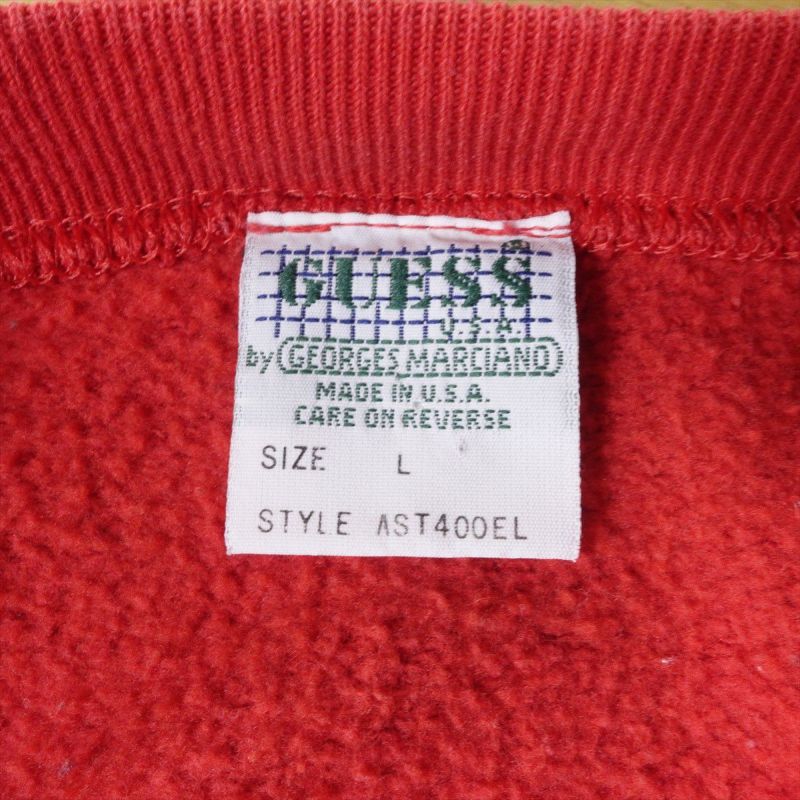 GUESS®
U.S.A.
by GEORGES MARCIANO
MADE IN U.S.A.
CARE ON REVERSE
SIZE L
STYLE AST400EL